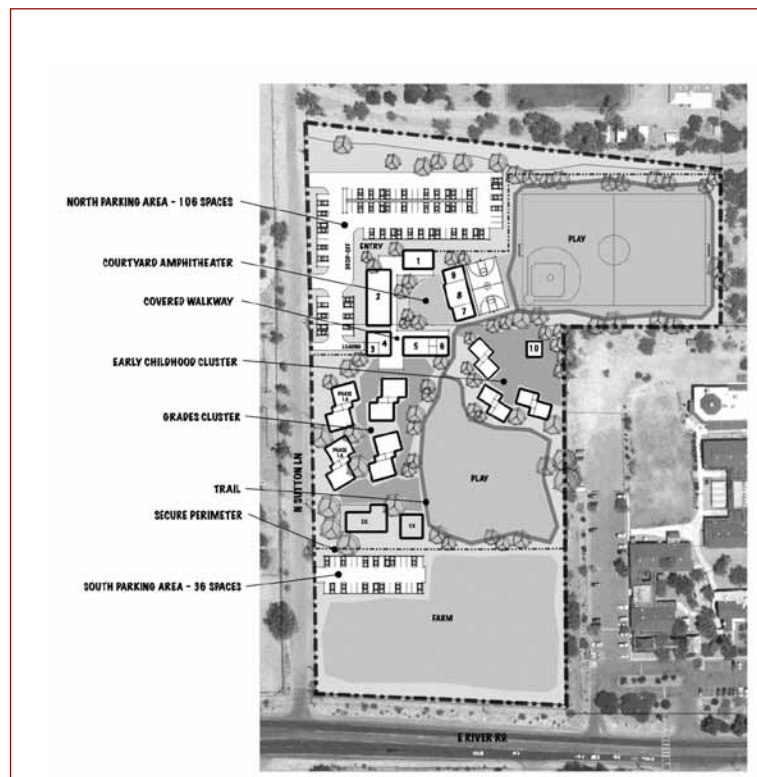 NORTH PARKING AREA - 106 SPACES
PLAY
DROP-OFF
ENTRY
1
COURTYARD AMPHITHEATER
9
8
7
2
COVERED WALKWAY
LOADING
3
4
5
6
10
EARLY CHILDHOOD CLUSTER
PHASE
1A
GRADES CLUSTER
PHASE
1A
TRAIL
PLAY
N SUTTON LN
SECURE PERIMETER
EX
EX
SOUTH PARKING AREA - 36 SPACES
FARM
E RIVER RD